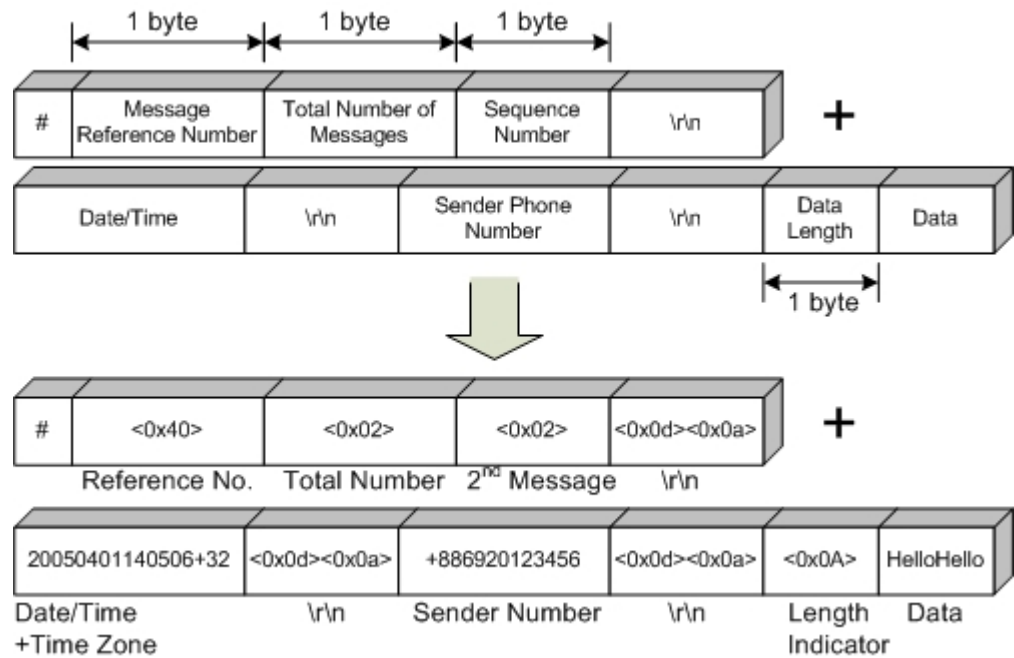 1 byte 1 byte 1 byte
# Message Reference Number Total Number of Messages Sequence Number \r\n +
Date/Time \r\n Sender Phone Number \r\n Data Length Data
1 byte
# <0x40> <0x02> <0x02> <0x0d><0x0a> +
Reference No. Total Number 2nd Message \r\n
20050401140506+32 <0x0d><0x0a> +886920123456 <0x0d><0x0a> <0x0A> HelloHello
Date/Time +Time Zone \r\n Sender Number \r\n Length Indicator Data